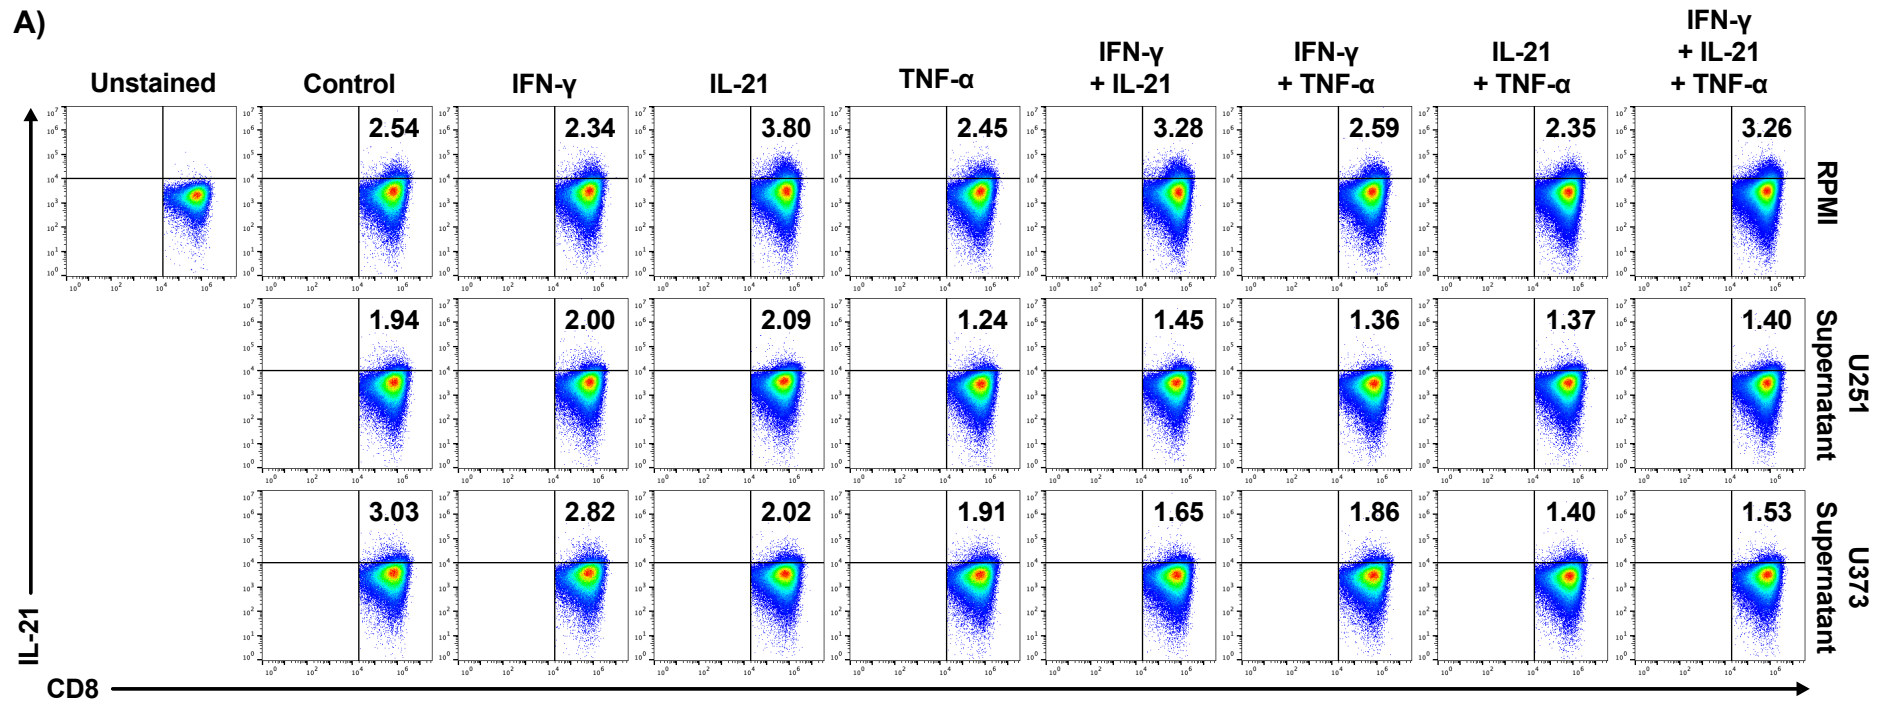 A)
Unstained
Control
IFN-γ
IL-21
TNF-α
IFN-γ
+ IL-21
IFN-γ
+ TNF-α
IL-21
+ TNF-α
IFN-γ
+ IL-21
+ TNF-α
2.54
2.34
3.80
2.45
3.28
2.59
2.35
3.26
RPMI
1.94
2.00
2.09
1.24
1.45
1.36
1.37
1.40
U251
Supernatant
3.03
2.82
2.02
1.91
1.65
1.86
1.40
1.53
U373
Supernatant
IL-21
CD8